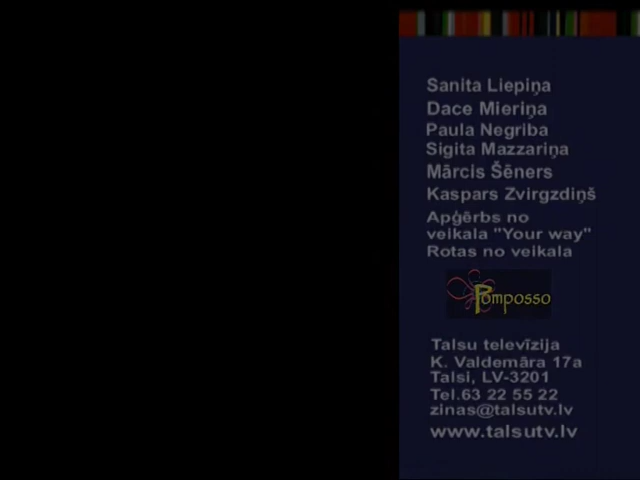 Sanita Liepiņa
Dace Mieriņa
Paula Negriba
Sigita Mazzariņa
Mārcis Šēners
Kaspars Zvirgzdiņš
Apģērbs no
veikala "Your way"
Rotas no veikala
Pomposso
Talsu televīzija
K. Valdemāra 17a
Talsi, LV-3201
Tel.63 22 55 22
zinas@talsutv.lv
www.talsutv.lv